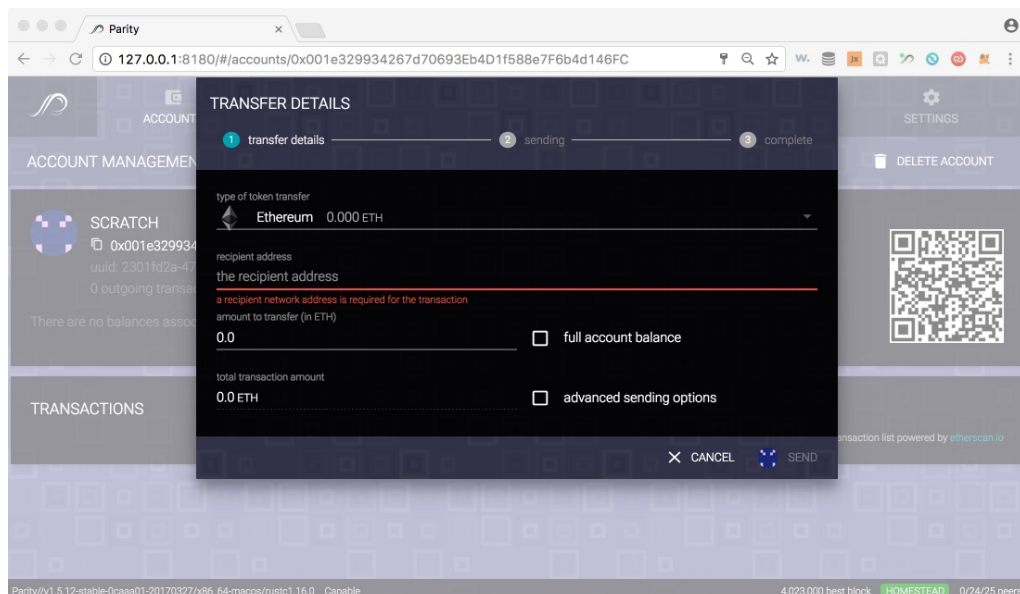 Parity
127.0.0.1:8180/#/accounts/0x001e329934267d70693Eb4D1f588e7F6b4d146FC
W.
JX
ACCOUNT
SETTINGS
ACCOUNT MANAGEMEN
DELETE ACCOUNT
TRANSFER DETAILS
1 transfer details
2 sending
3 complete
SCRATCH
0x001e329934
uuid: 2301fd2a-47
0 outgoing transa
There are no balances assoc
type of token transfer
Ethereum 0.000 ETH
recipient address
the recipient address
a recipient network address is required for the transaction
amount to transfer (in ETH)
0.0
full account balance
total transaction amount
0.0 ETH
advanced sending options
CANCEL
SEND
TRANSACTIONS
ansaction list powered by etherscan.io
Parity//v1.5.12-stable-0caaa01-20170327/x86_64-macos/rustc1.16.0 Capable
4,023,000 best block HOMESTEAD 0/24/25 peers